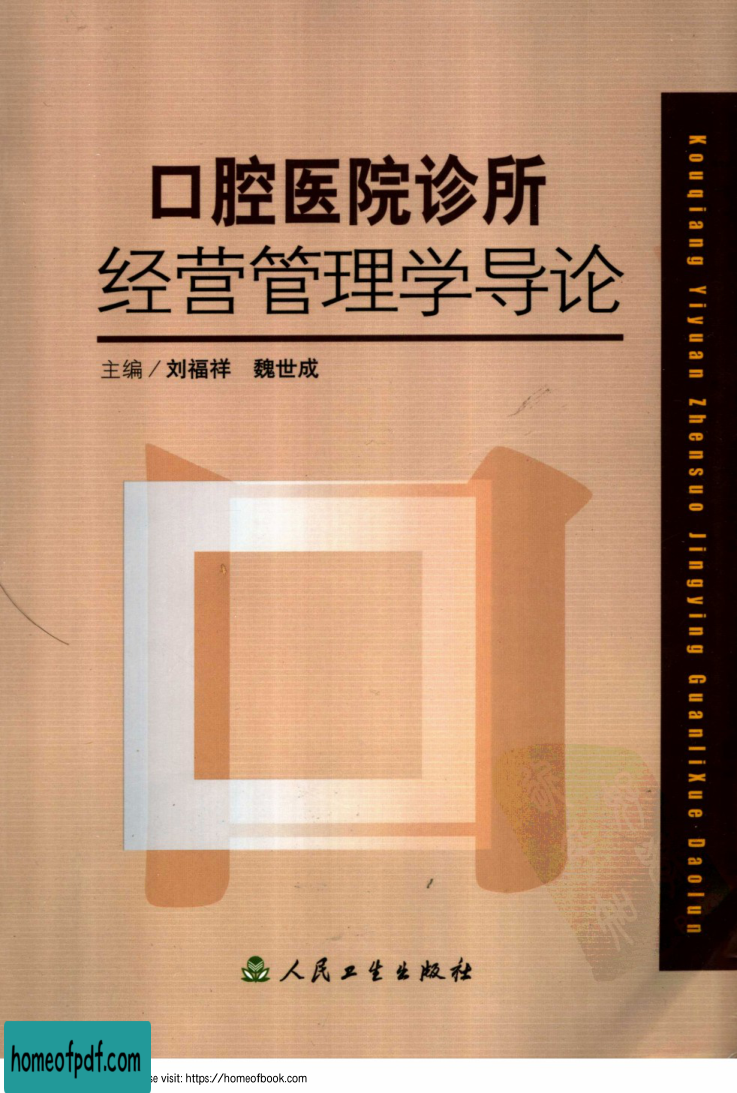 口腔医院诊所
经营管理学导论
主编/刘福祥 魏世成
Kouqiang Yiyuan Zhensuo Jingying GuanliXue Daolun
人民卫生出版社
homeofpdf.com
se visit: https://homeofbook.com